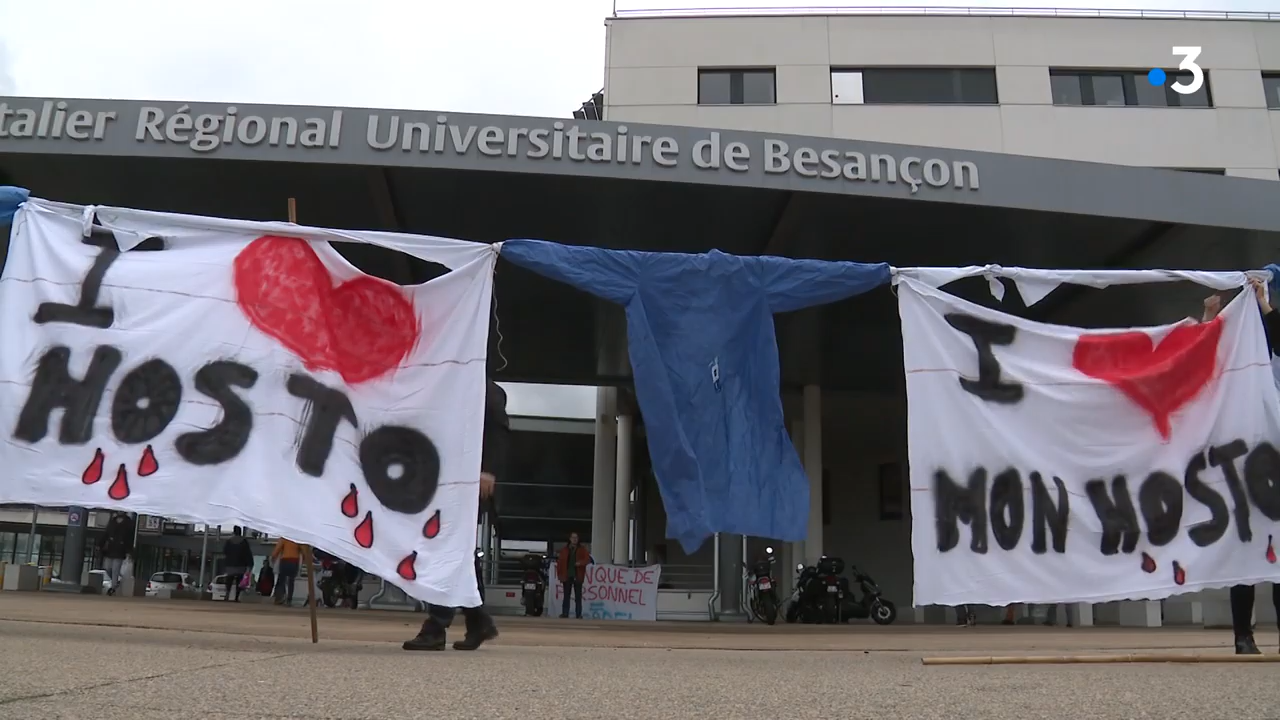 3
talier Régional Universitaire de Besançon
I
HOSTO
I
MON HOSTO
NQUE DE
PERSONNEL